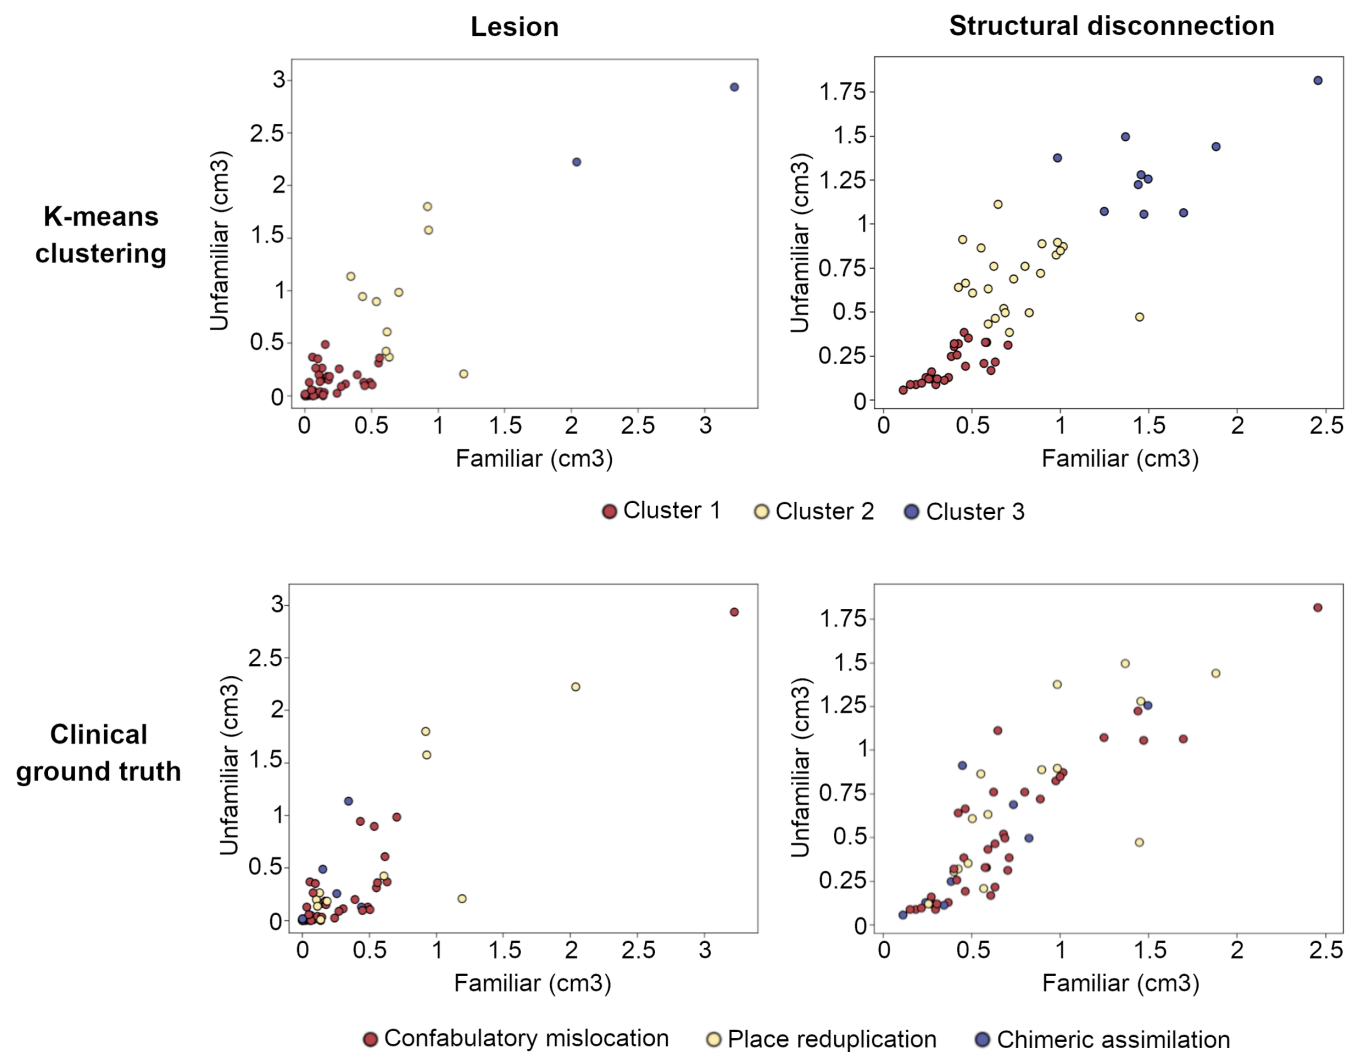 Lesion
Structural disconnection
K-means
clustering
Unfamiliar (cm3)
3
2.5
2
1.5
1
0.5
0
0 0.5 1 1.5 2 2.5 3
Familiar (cm3)
Unfamiliar (cm3)
1.75
1.5
1.25
1
0.75
0.5
0.25
0
0 0.5 1 1.5 2 2.5
Familiar (cm3)
Cluster 1 Cluster 2 Cluster 3
Clinical
ground truth
Unfamiliar (cm3)
3
2.5
2
1.5
1
0.5
0
0 0.5 1 1.5 2 2.5 3
Familiar (cm3)
Unfamiliar (cm3)
1.75
1.5
1.25
1
0.75
0.5
0.25
0
0 0.5 1 1.5 2 2.5
Familiar (cm3)
Confabulatory mislocation Place reduplication Chimeric assimilation